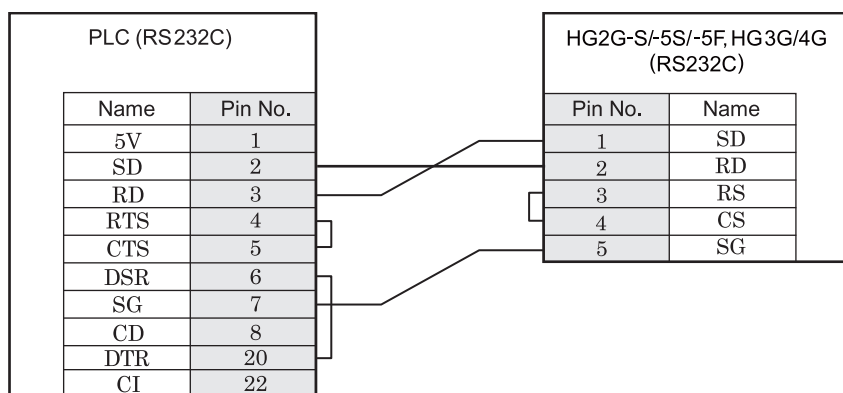 PLC (RS232C)
Name Pin No.
5V 1
SD 2
RD 3
RTS 4
CTS 5
DSR 6
SG 7
CD 8
DTR 20
CI 22
HG2G-S/-5S/-5F, HG3G/4G
(RS232C)
Pin No. Name
1 SD
2 RD
3 RS
4 CS
5 SG